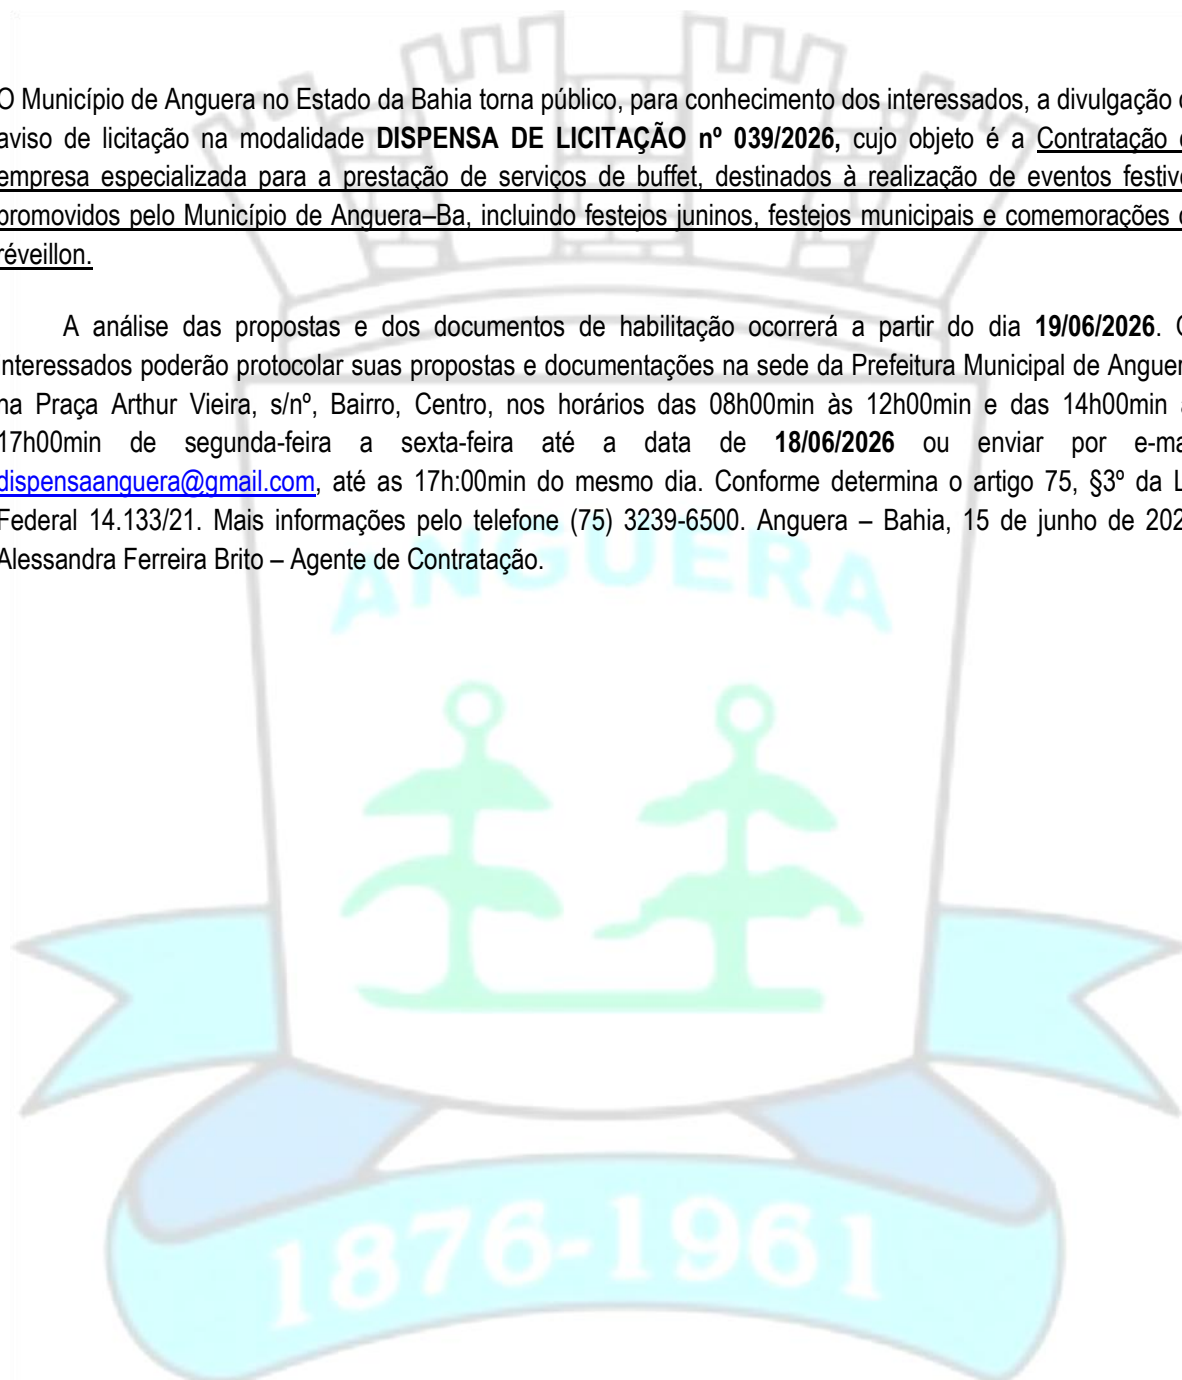 O Município de Anguera no Estado da Bahia torna público, para conhecimento dos interessados, a divulgação
aviso de licitação na modalidade DISPENSA DE LICITAÇÃO nº 039/2026, cujo objeto é a Contratação
empresa especializada para a prestação de serviços de buffet, destinados à realização de eventos
promovidos pelo Município de Anguera–Ba, incluindo festejos juninos, festejos municipais e comemorações
réveillon.
A análise das propostas e dos documentos de habilitação ocorrerá a partir do dia 19/06/2026.
interessados poderão protocolar suas propostas e documentações na sede da Prefeitura Municipal de
na Praça Arthur Vieira, s/nº, Bairro, Centro, nos horários das 08h00min às 12h00min e das 14h00min
17h00min de segunda-feira a sexta-feira até a data de 18/06/2026 ou enviar por
dispensaanguera@gmail.com, até as 17h:00min do mesmo dia. Conforme determina o artigo 75, §3º da
Federal 14.133/21. Mais informações pelo telefone (75) 3239-6500. Anguera – Bahia, 15 de junho de
Alessandra Ferreira Brito – Agente de Contratação.
ANGUERA
1876-1961